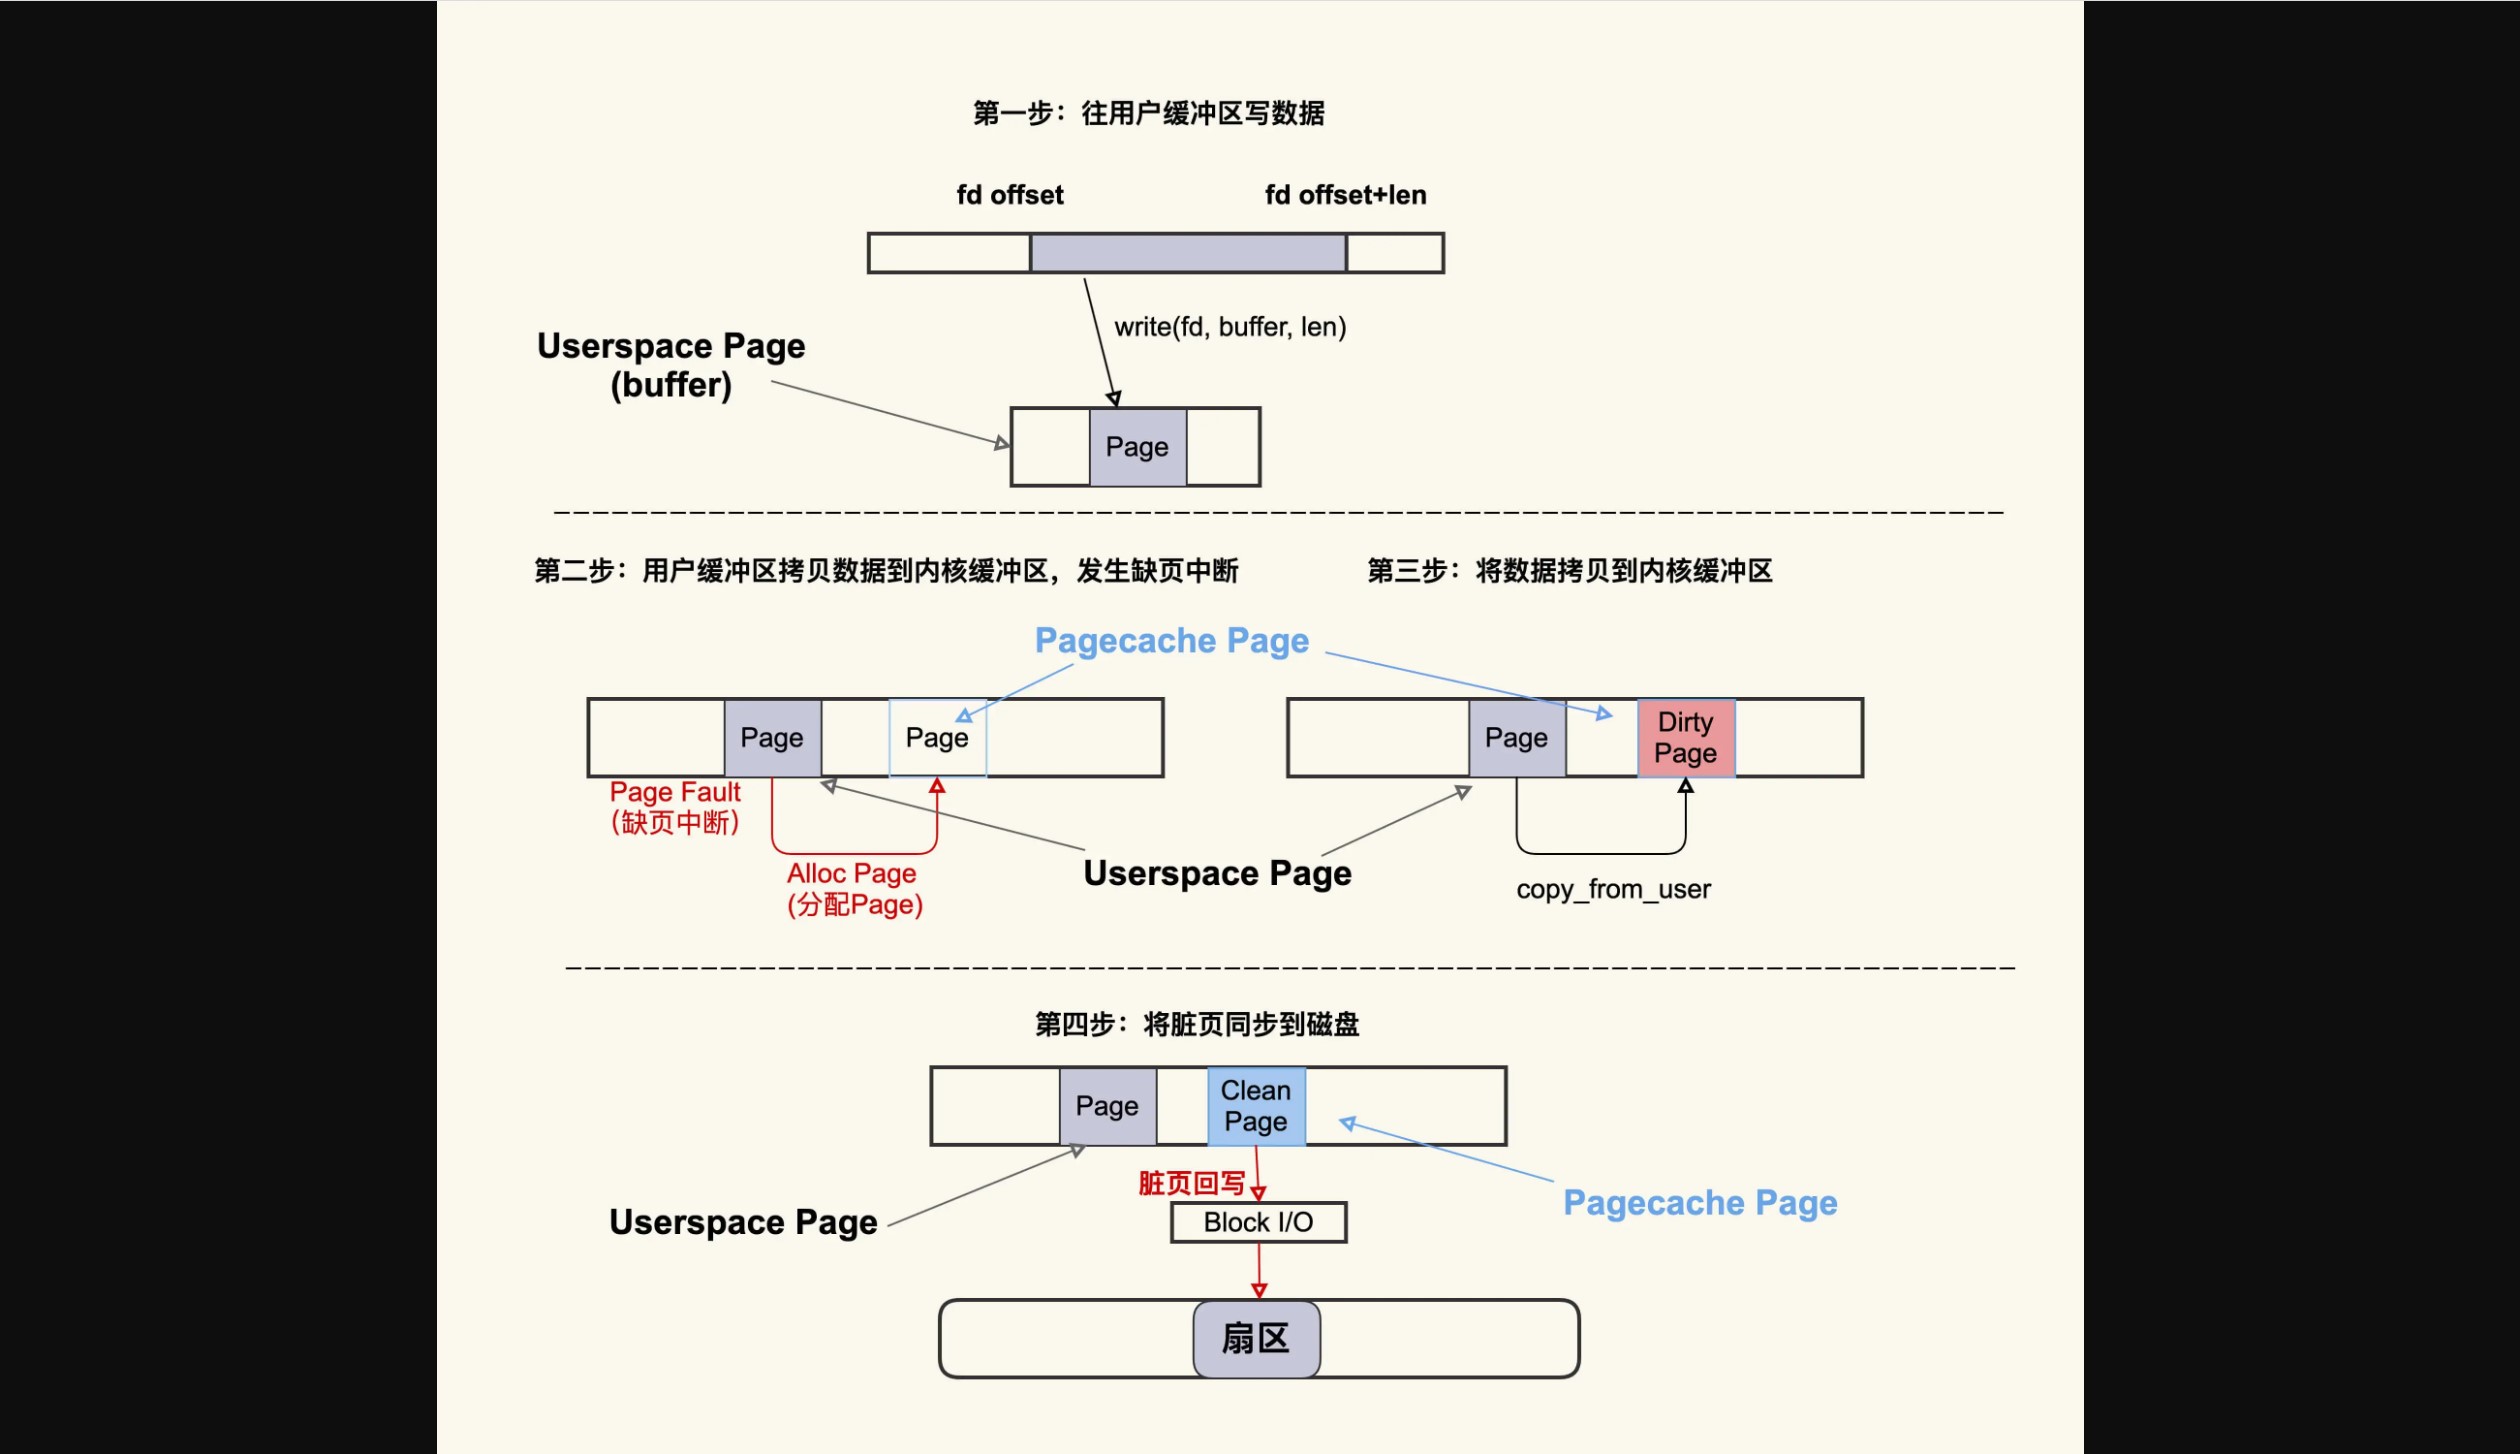 第一步：往用户缓冲区写数据
fd offset
fd offset+len
write(fd, buffer, len)
Userspace Page
(buffer)
Page
第二步：用户缓冲区拷贝数据到内核缓冲区，发生缺页中断
第三步：将数据拷贝到内核缓冲区
Pagecache Page
Page
Page
Page
Dirty
Page
Page Fault
(缺页中断)
Alloc Page
(分配Page)
Userspace Page
copy_from_user
第四步：将脏页同步到磁盘
Page
Clean
Page
脏页回写
Userspace Page
Block I/O
Pagecache Page
扇区